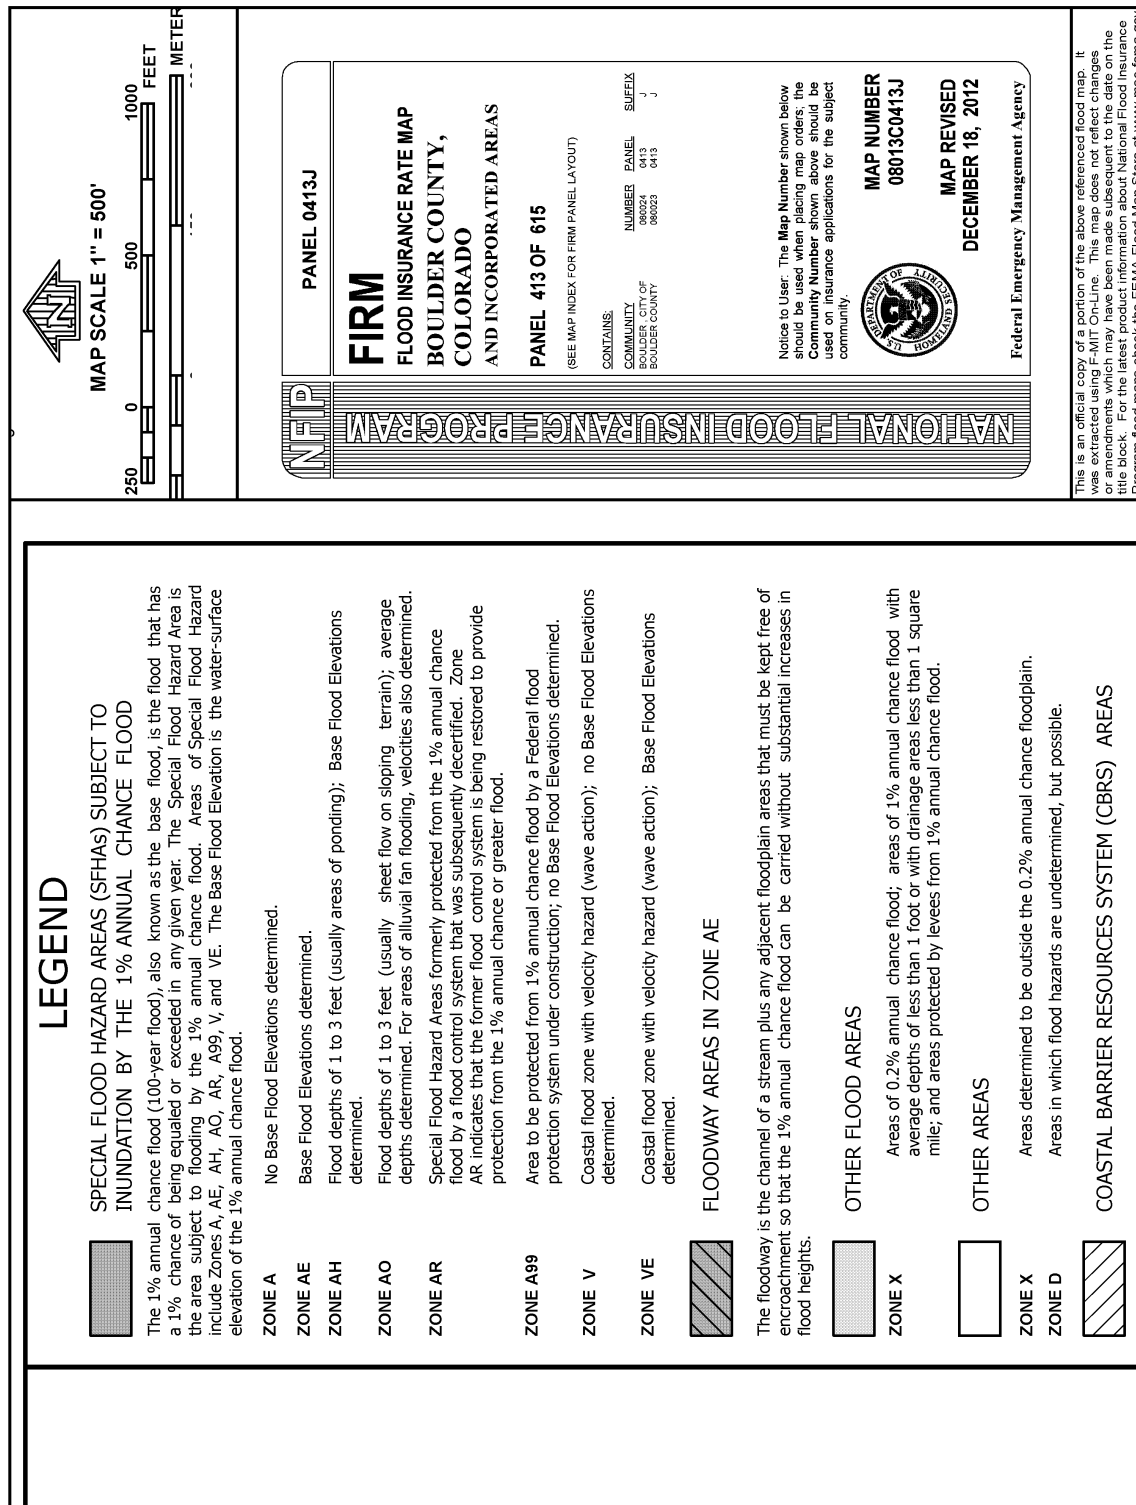 LEGEND
SPECIAL FLOOD HAZARD AREAS (SFHAs) SUBJECT TO
INUNDATION BY THE 1% ANNUAL CHANCE FLOOD
The 1% annual chance flood (100-year flood), also known as the base flood, is the flood that has
a 1% chance of being equaled or exceeded in any given year. The Special Flood Hazard Area is
the area subject to flooding by the 1% annual chance flood. Areas of Special Flood Hazard
include Zones A, AE, AH, AO, AR, A99, V, and VE. The Base Flood Elevation is the water-surface
elevation of the 1% annual chance flood.
ZONE A No Base Flood Elevations determined.
ZONE AE Base Flood Elevations determined.
ZONE AH Flood depths of 1 to 3 feet (usually areas of ponding); Base Flood Elevations
determined.
ZONE AO Flood depths of 1 to 3 feet (usually sheet flow on sloping terrain); average
depths determined. For areas of alluvial fan flooding, velocities also determined.
ZONE AR Special Flood Hazard Areas formerly protected from the 1% annual chance
flood by a flood control system that was subsequently decertified. Zone
AR indicates that the former flood control system is being restored to provide
protection from the 1% annual chance or greater flood.
ZONE A99 Area to be protected from 1% annual chance flood by a Federal flood
protection system under construction; no Base Flood Elevations determined.
ZONE V Coastal flood zone with velocity hazard (wave action); no Base Flood Elevations
determined.
ZONE VE Coastal flood zone with velocity hazard (wave action); Base Flood Elevations
determined.
FLOODWAY AREAS IN ZONE AE
The floodway is the channel of a stream plus any adjacent floodplain areas that must be kept free of
encroachment so that the 1% annual chance flood can be carried without substantial increases in
flood heights.
OTHER FLOOD AREAS
ZONE X Areas of 0.2% annual chance flood; areas of 1% annual chance flood with
average depths of less than 1 foot or with drainage areas less than 1 square
mile; and areas protected by levees from 1% annual chance flood.
OTHER AREAS
ZONE X Areas determined to be outside the 0.2% annual chance floodplain.
ZONE D Areas in which flood hazards are undetermined, but possible.
COASTAL BARRIER RESOURCES SYSTEM (CBRS) AREAS
N
MAP SCALE 1" = 500'
250 0 500 1000
FEET
METER
NFIP
PANEL 0413J
NATIONAL FLOOD INSURANCE PROGRAM
FIRM
FLOOD INSURANCE RATE MAP
BOULDER COUNTY,
COLORADO
AND INCORPORATED AREAS
PANEL 413 OF 615
(SEE MAP INDEX FOR FIRM PANEL LAYOUT)
CONTAINS:
COMMUNITY NUMBER PANEL SUFFIX
BOULDER, CITY OF 080024 0413 J
BOULDER COUNTY 080023 0413 J
Notice to User: The Map Number shown below
should be used when placing map orders; the
Community Number shown above should be
used on insurance applications for the subject
community.
U.S. DEPARTMENT OF HOMELAND SECURITY
MAP NUMBER
08013C0413J
MAP REVISED
DECEMBER 18, 2012
Federal Emergency Management Agency
This is an official copy of a portion of the above referenced flood map. It
was extracted using F-MIT On-Line. This map does not reflect changes
or amendments which may have been made subsequent to the date on the
title block. For the latest product information about National Flood Insurance